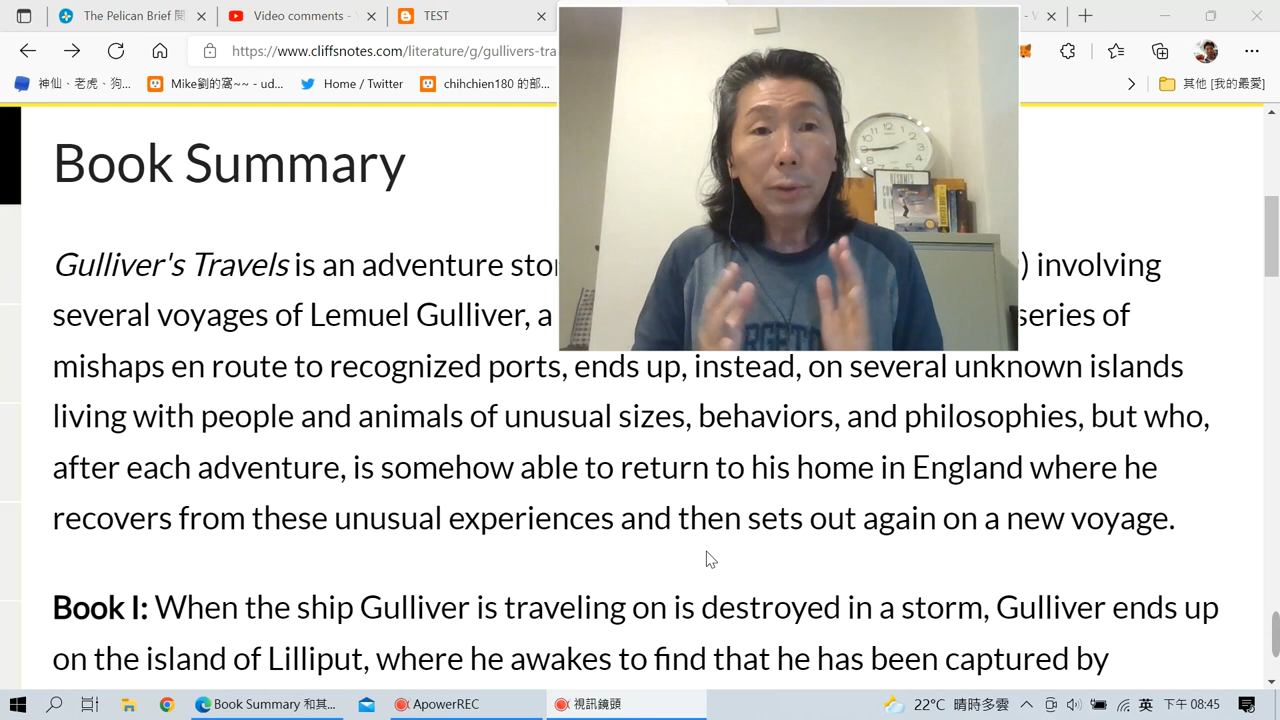 The Pelican Brief 閱
Video comments - Y
TEST
https://www.cliffsnotes.com/literature/g/gullivers-tra
神仙、老虎、狗...
Mike劉的窩~~ - ud...
Home / Twitter
chihchien180 的部...
其他 [我的最愛]
Book Summary
Gulliver's Travels is an adventure stor ) involving
several voyages of Lemuel Gulliver, a series of
mishaps en route to recognized ports, ends up, instead, on several unknown islands
living with people and animals of unusual sizes, behaviors, and philosophies, but who,
after each adventure, is somehow able to return to his home in England where he
recovers from these unusual experiences and then sets out again on a new voyage.
Book I: When the ship Gulliver is traveling on is destroyed in a storm, Gulliver ends up
on the island of Lilliput, where he awakes to find that he has been captured by
Book Summary 和其...
ApowerREC
視訊鏡頭
22°C 晴時多雲
英
下午 08:45